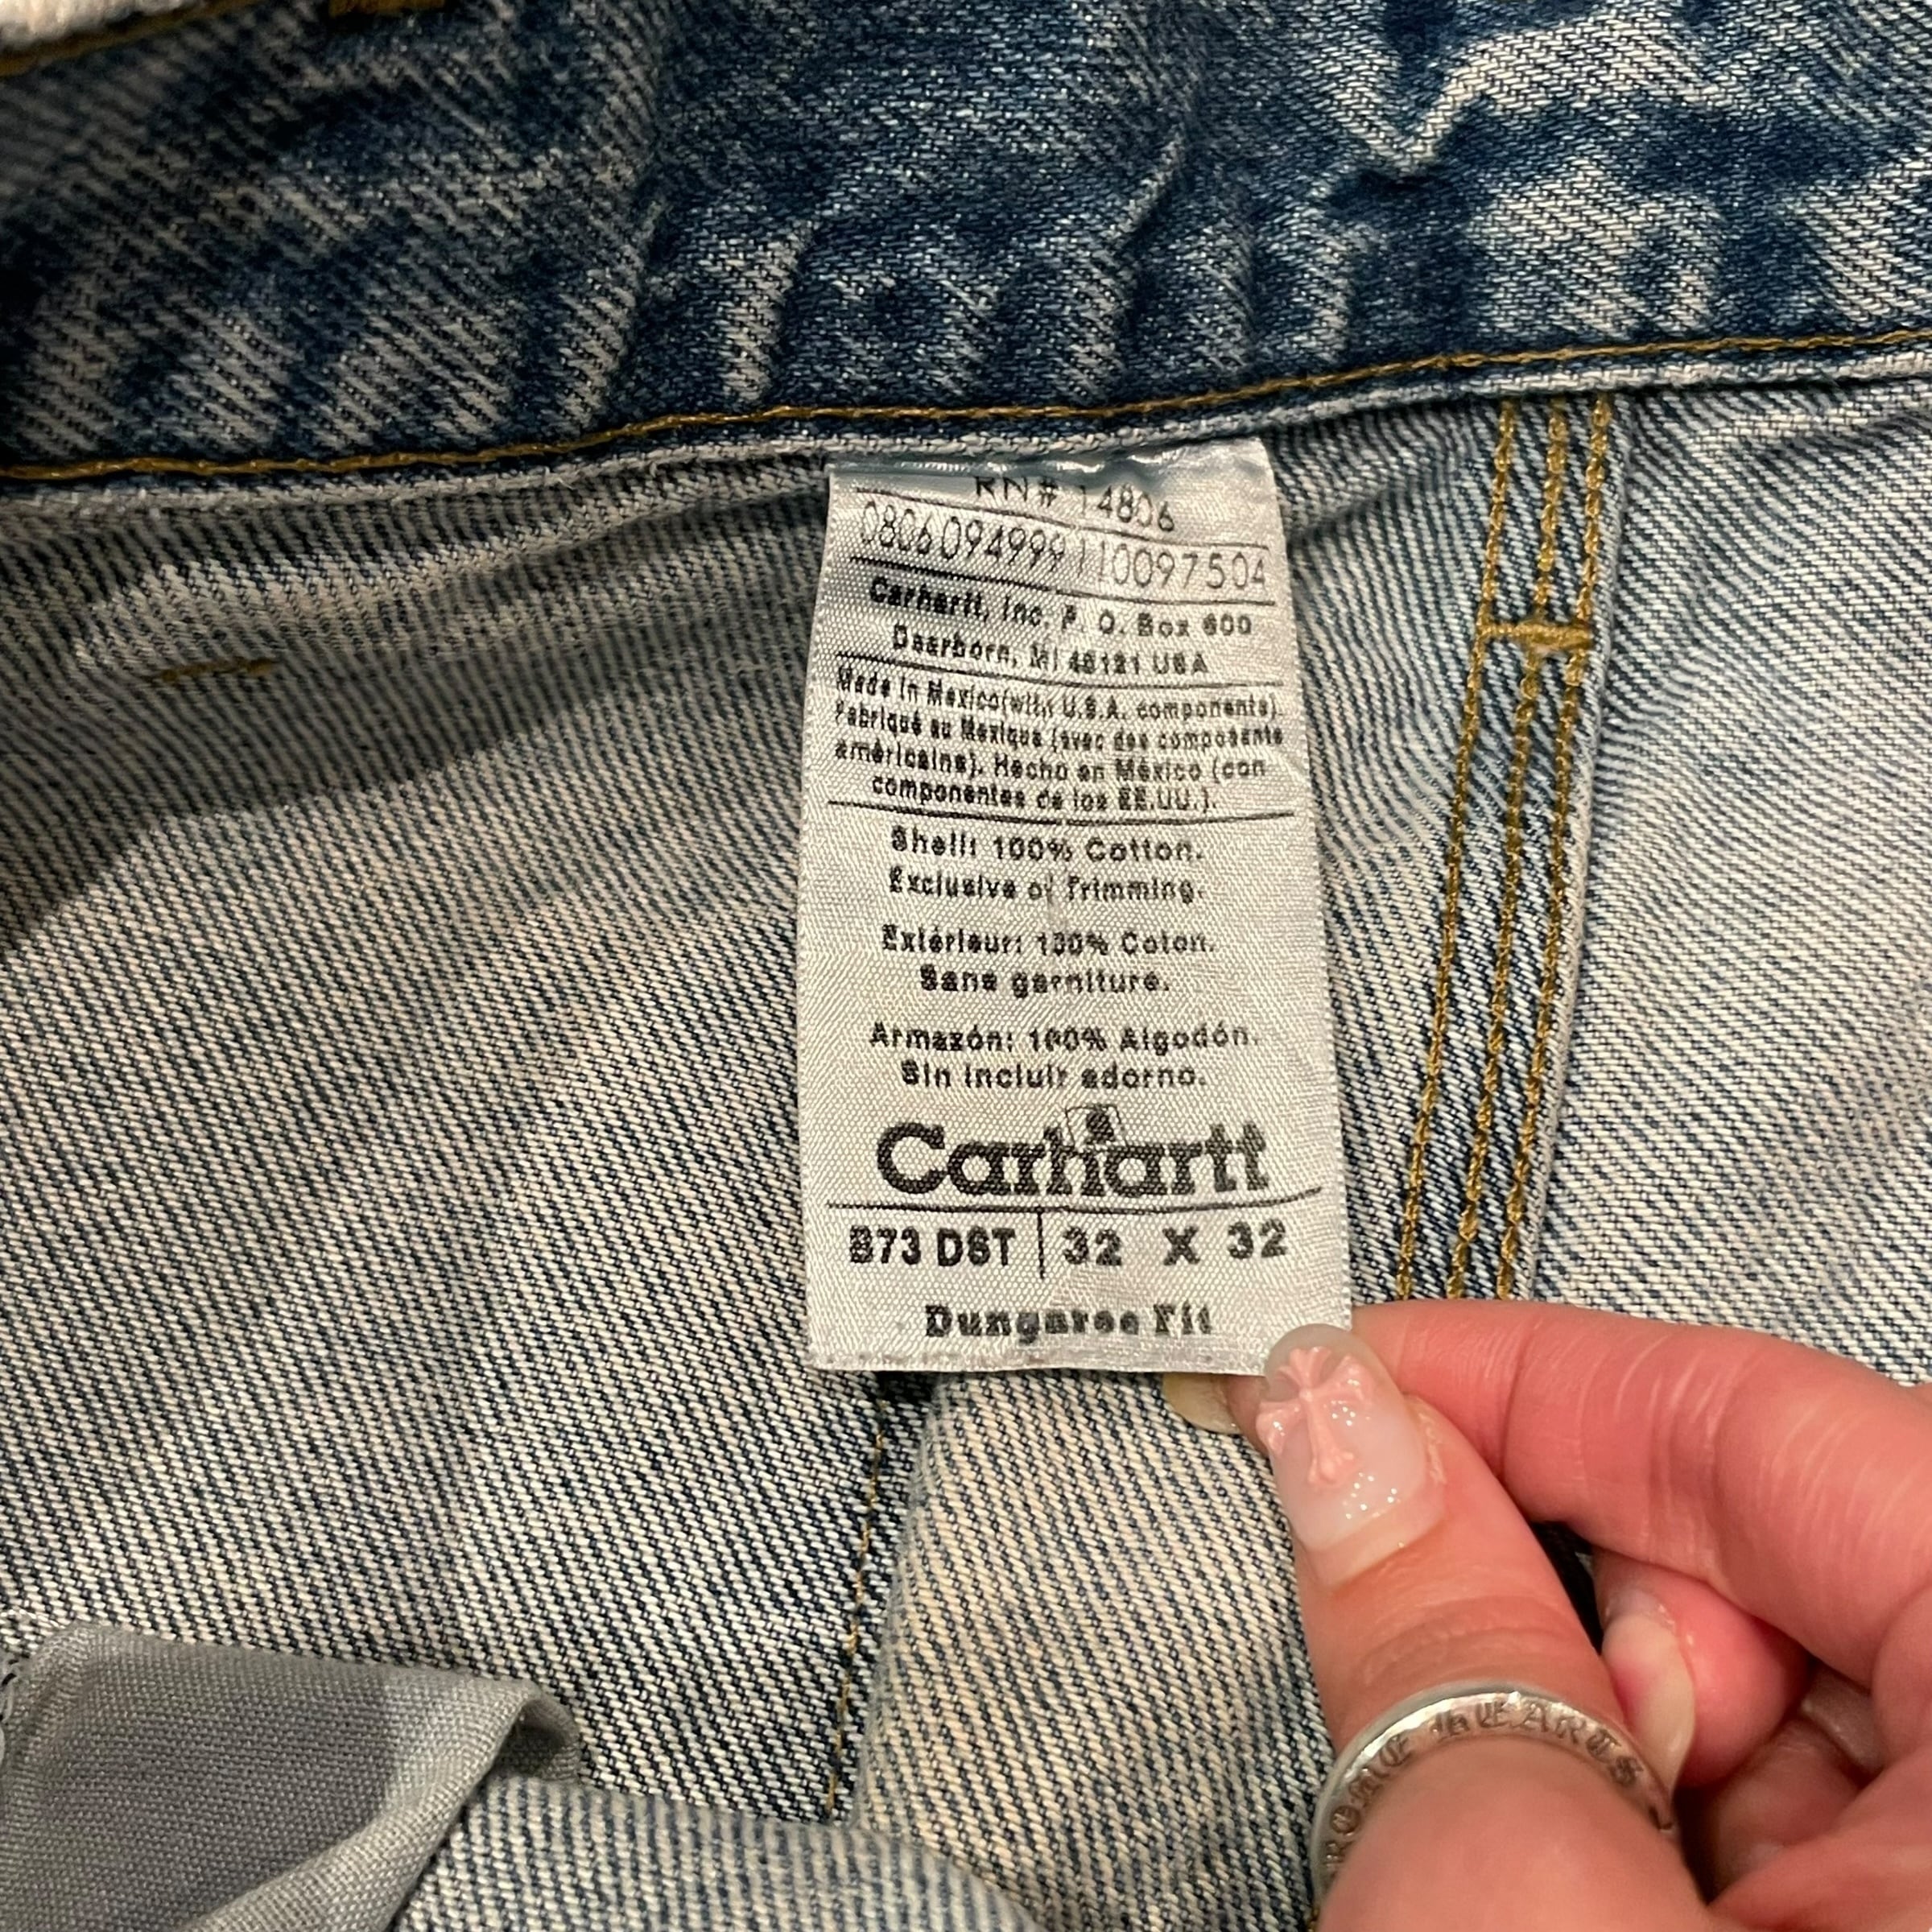 RN# 14806
0806094999110097504
Carhartt, Inc. P. O. Box 600
Dearborn, MI 48121 USA
Made in Mexico(with U.S.A. components).
Fabriqué au Mexique (avec des composants
américains). Hecho en México (con
componentes de los EE.UU.).
Shell: 100% Cotton.
Exclusive of Trimming.
Extérieur: 100% Coton.
Sans garniture.
Armazón: 100% Algodón.
Sin incluir adorno.
Carhartt
B73 DST | 32 X 32
Dungaree Fit
HEARTS